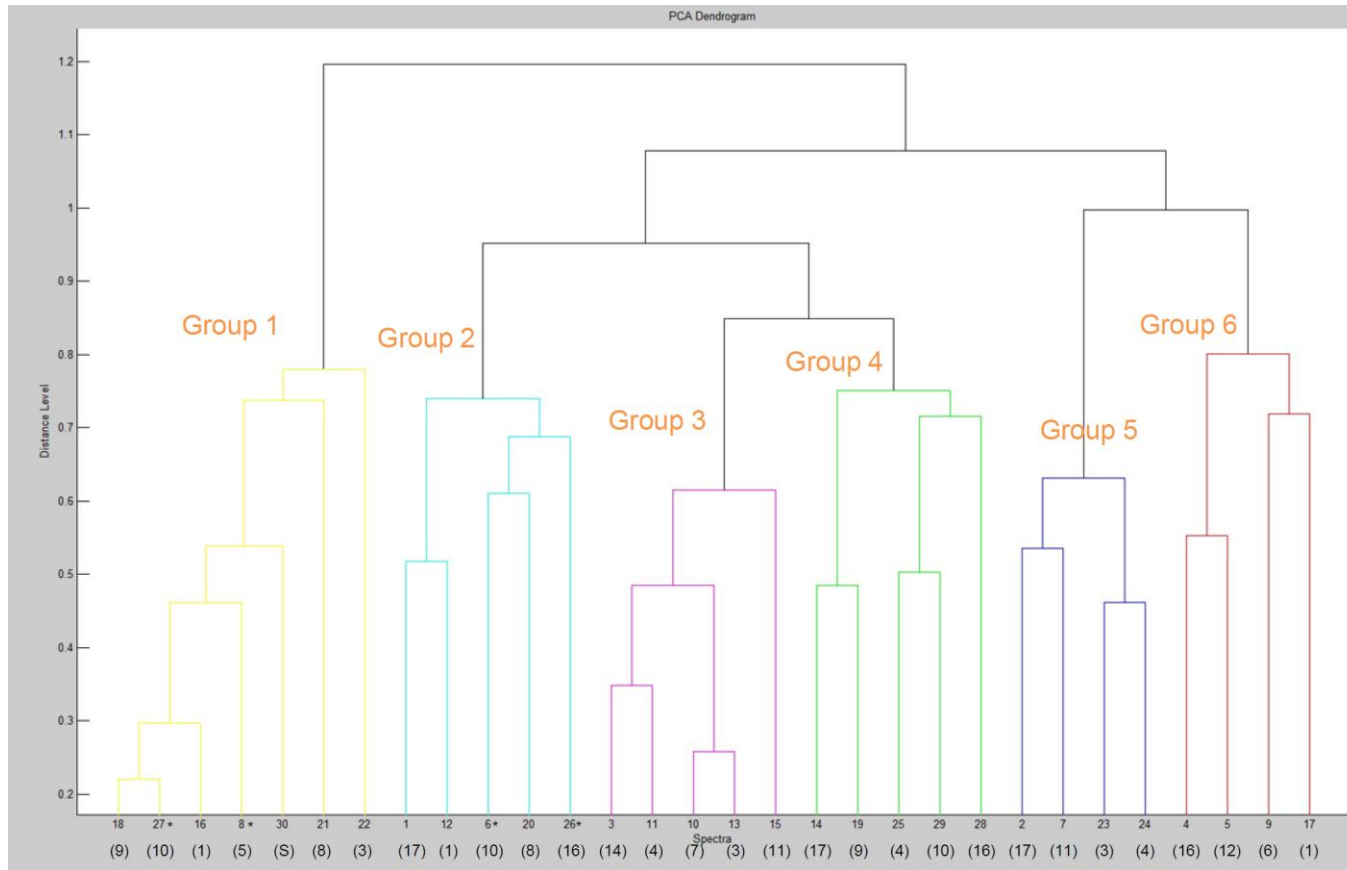 PCA Dendrogram
1.2
1.1
1
0.9
0.8
0.7
0.6
0.5
0.4
0.3
0.2
Distance Level
Group 1
Group 2
Group 3
Group 4
Group 5
Group 6
18 27* 16 8* 30 21 22 1 12 6* 20 26* 3 11 10 13 15 14 19 25 29 28 2 7 23 24 4 5 9 17
Spectra
(9) (10) (1) (5) (S) (8) (3) (17) (1) (10) (8) (16) (14) (4) (7) (3) (11) (17) (9) (4) (10) (16) (17) (11) (3) (4) (16) (12) (6) (1)